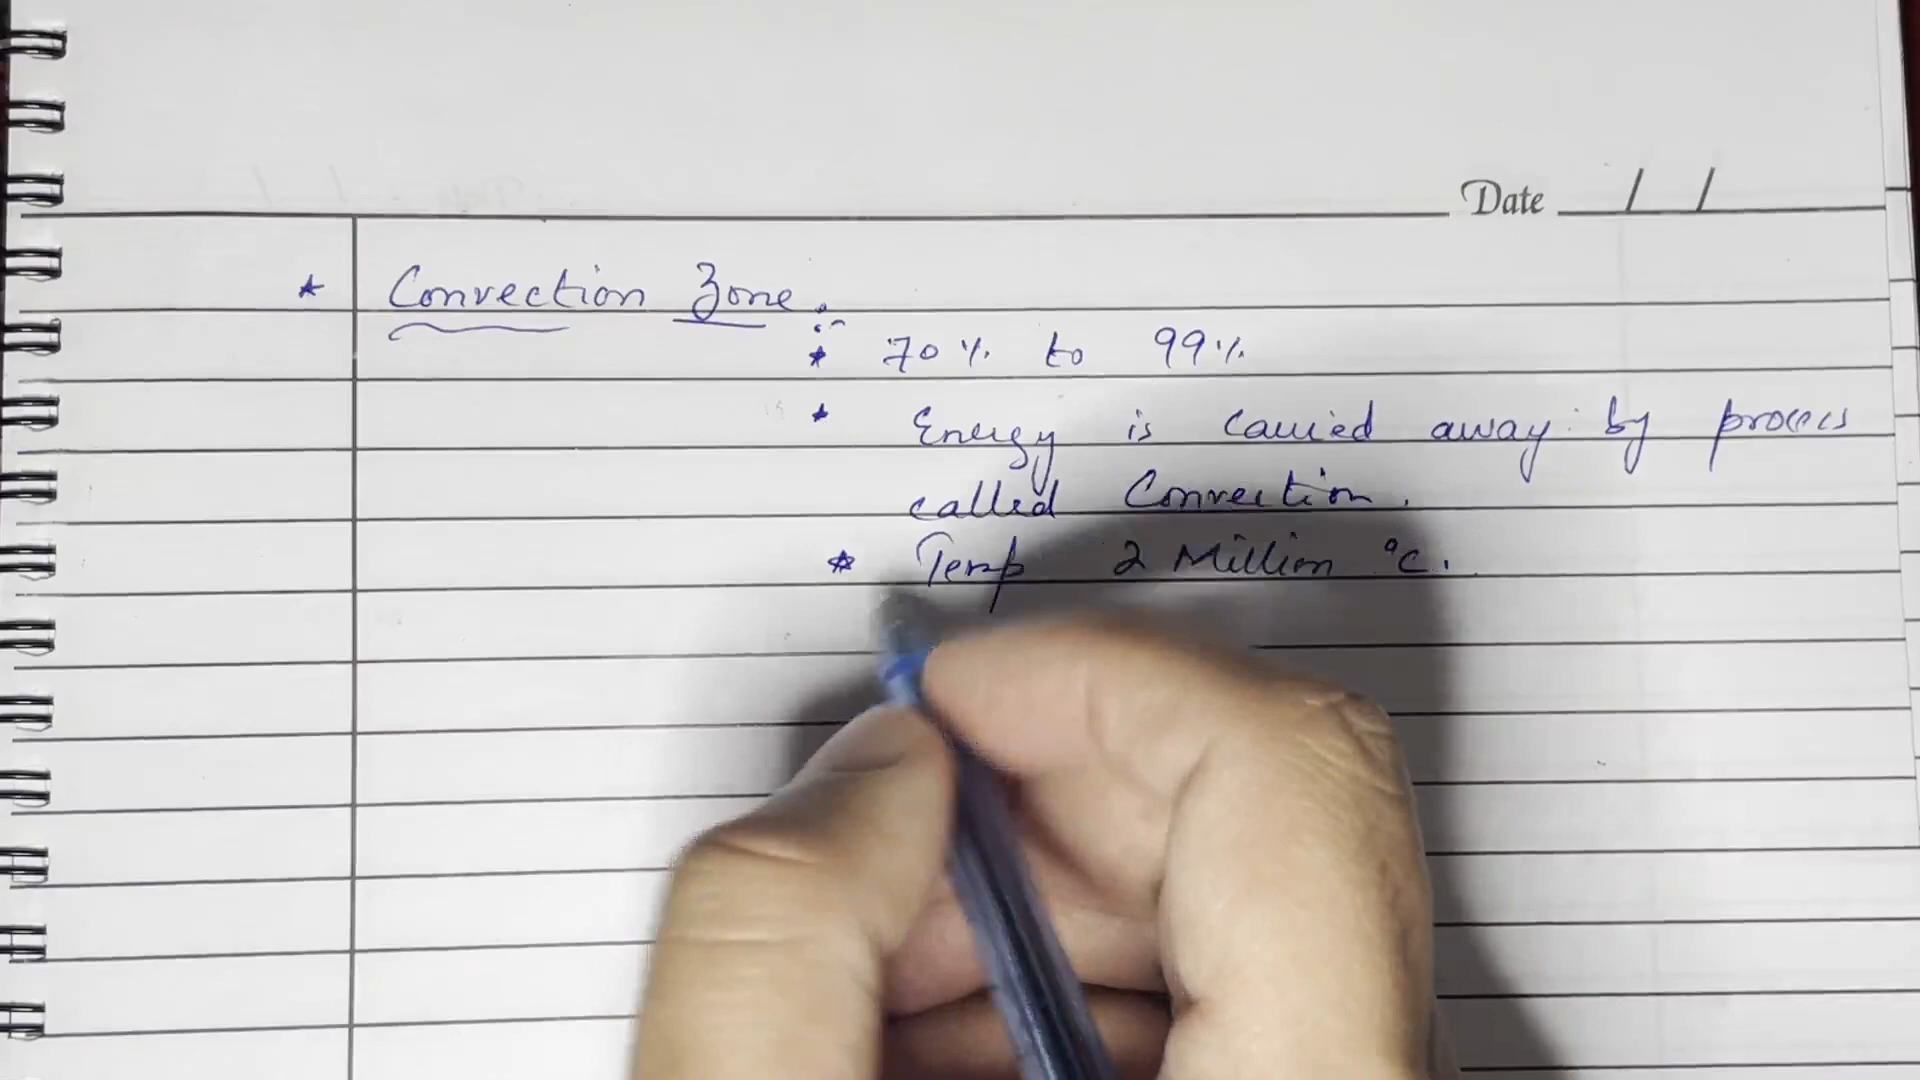 Date / /
* Convection Zone:
* 70% to 99%
* Energy is carried away by process
called Convection.
* Temp 2 Million °C.